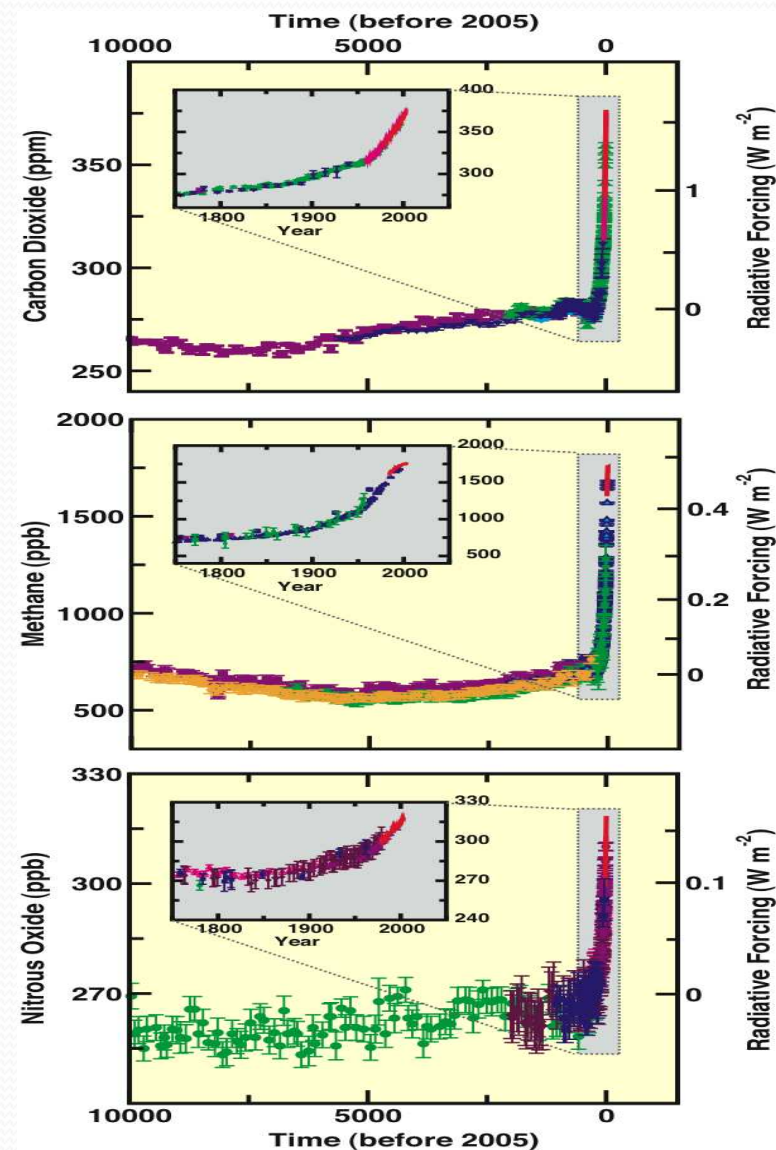 Time (before 2005)
10000 5000 0
Carbon Dioxide (ppm)
350
300
250
400
350
300
1800 1900 2000
Year
1
0
Radiative Forcing (W m-2)
Methane (ppb)
2000
1500
1000
500
2000
1500
1000
500
1800 1900 2000
Year
0.4
0.2
0
Radiative Forcing (W m-2)
Nitrous Oxide (ppb)
330
300
270
330
300
270
240
1800 1900 2000
Year
0.1
0
Radiative Forcing (W m-2)
10000 5000 0
Time (before 2005)